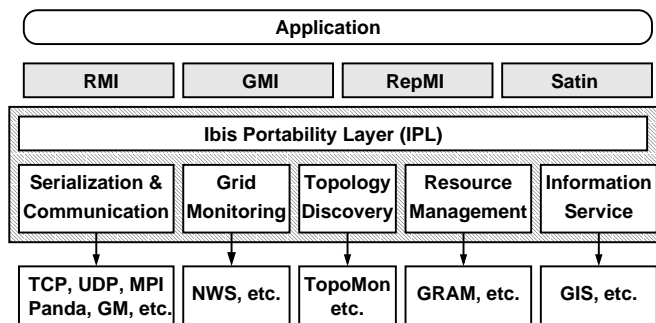 Application
RMI
GMI
RepMI
Satin
Ibis Portability Layer (IPL)
Serialization &
Communication
Grid
Monitoring
Topology
Discovery
Resource
Management
Information
Service
TCP, UDP, MPI
Panda, GM, etc.
NWS, etc.
TopoMon
etc.
GRAM, etc.
GIS, etc.